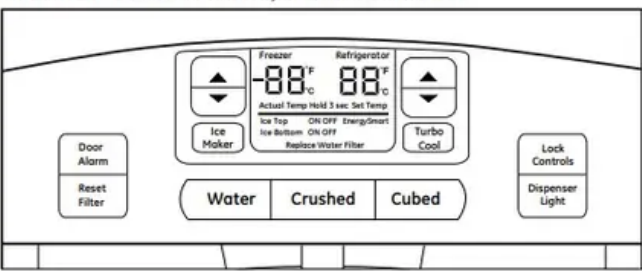 Freezer Refrigerator
-88 °F °C 88 °F °C
Actual Temp Hold 3 sec Set Temp
Ice Top ON OFF EnergySmart
Ice Bottom ON OFF
Replace Water Filter
Ice
Maker
Turbo
Cool
Door
Alarm
Reset
Filter
Water Crushed Cubed
Lock
Controls
Dispenser
Light